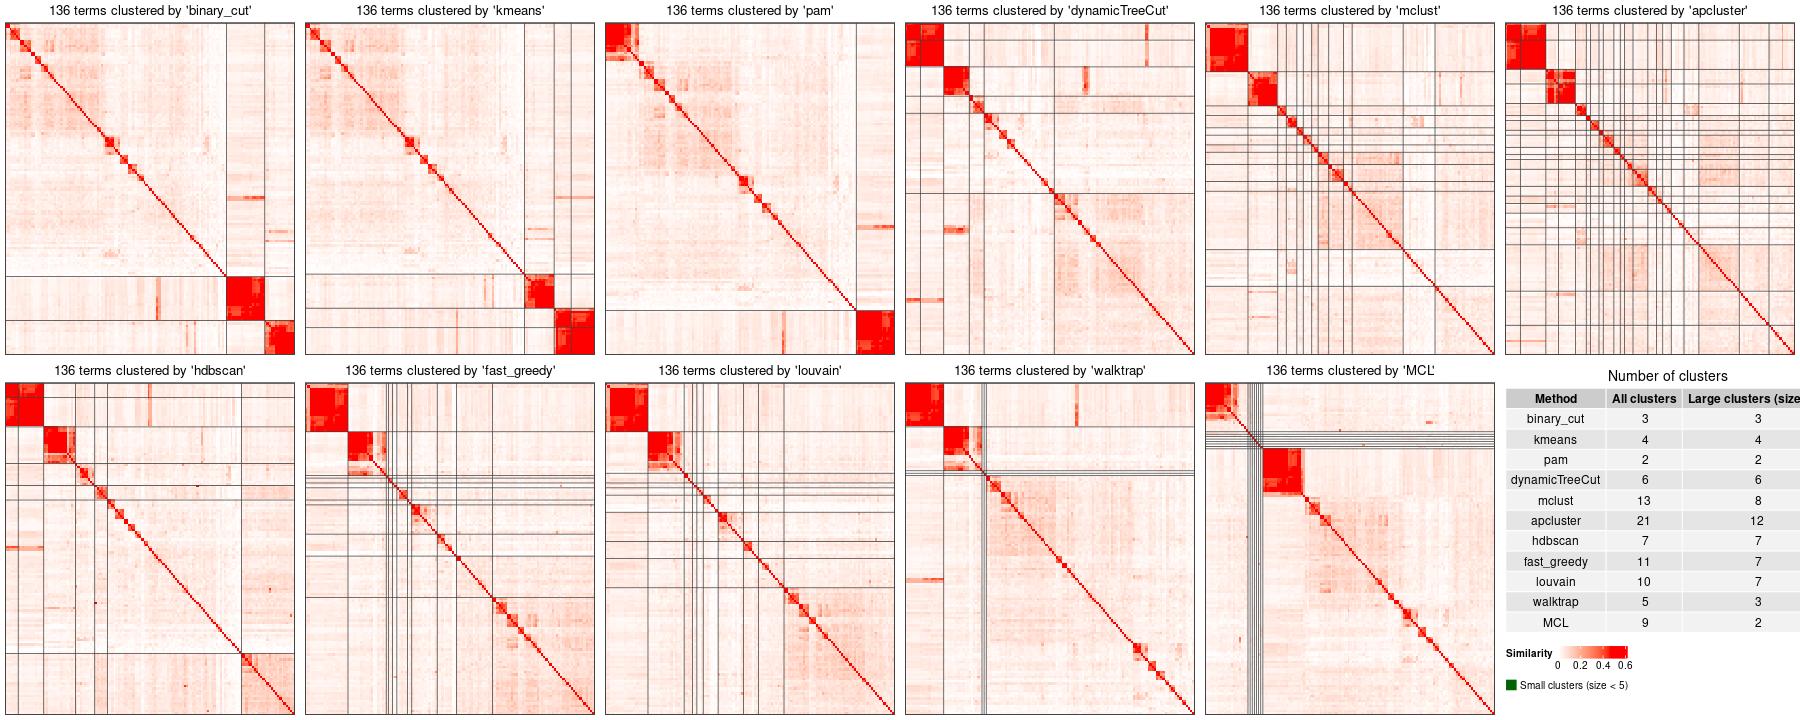 136 terms clustered by 'binary_cut'
136 terms clustered by 'kmeans'
136 terms clustered by 'pam'
136 terms clustered by 'dynamicTreeCut'
136 terms clustered by 'mclust'
136 terms clustered by 'apcluster'
136 terms clustered by 'hdbscan'
136 terms clustered by 'fast_greedy'
136 terms clustered by 'louvain'
136 terms clustered by 'walktrap'
136 terms clustered by 'MCL'
Number of clusters
Method All clusters Large clusters (size
binary_cut 3 3
kmeans 4 4
pam 2 2
dynamicTreeCut 6 6
mclust 13 8
apcluster 21 12
hdbscan 7 7
fast_greedy 11 7
louvain 10 7
walktrap 5 3
MCL 9 2
Similarity
0 0.2 0.4 0.6
Small clusters (size < 5)